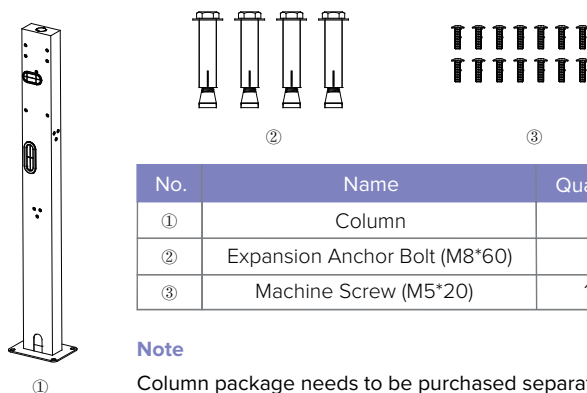 ②
③
No. Name
① Column
② Expansion Anchor Bolt (M8*60)
③ Machine Screw (M5*20)
Note
①
Column package needs to be purchased